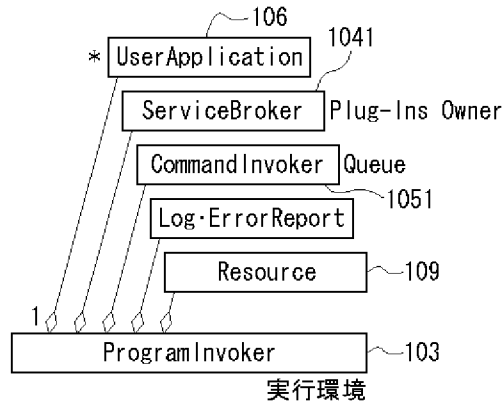 106
* UserApplication
1041
ServiceBroker Plug-Ins Owner
CommandInvoker Queue
1051
Log·ErrorReport
Resource 109
1
ProgramInvoker 103
実行環境